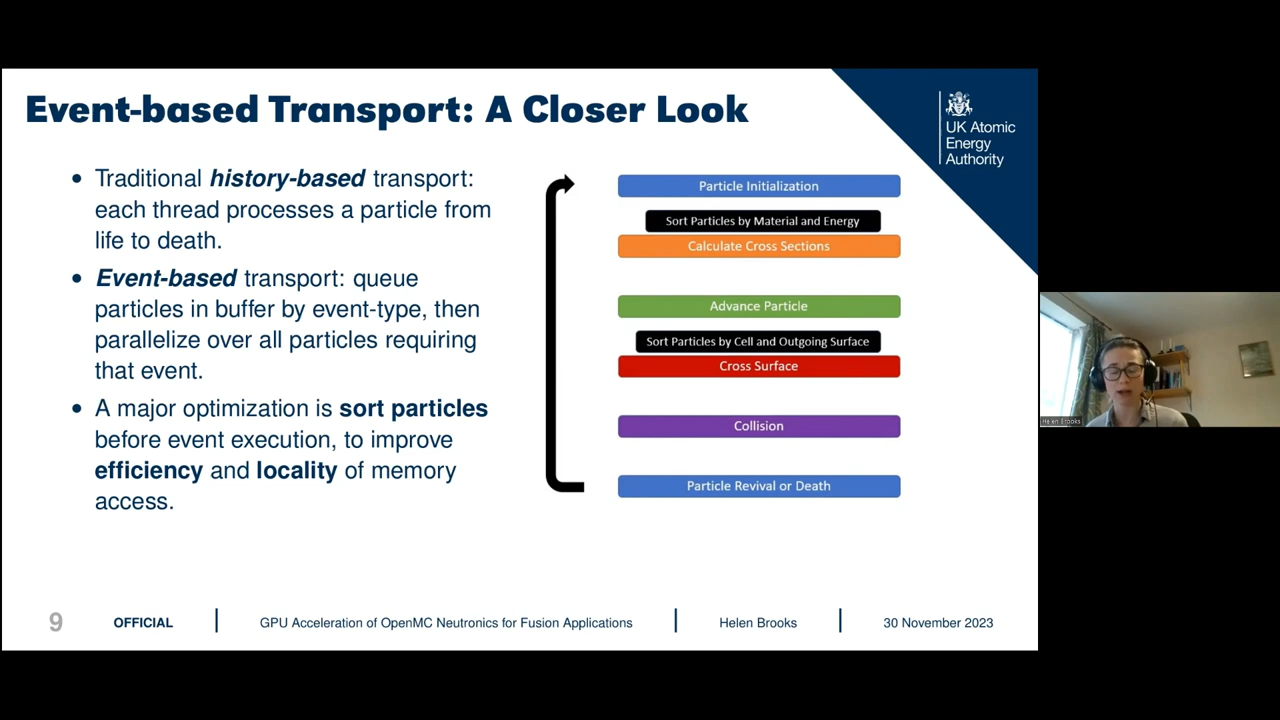 Event-based Transport: A Closer Look
UK Atomic
Energy
Authority
• Traditional history-based transport:
each thread processes a particle from
life to death.
• Event-based transport: queue
particles in buffer by event-type, then
parallelize over all particles requiring
that event.
• A major optimization is sort particles
before event execution, to improve
efficiency and locality of memory
access.
Particle Initialization
Sort Particles by Material and Energy
Calculate Cross Sections
Advance Particle
Sort Particles by Cell and Outgoing Surface
Cross Surface
Collision
Particle Revival or Death
Helen Brooks
9 OFFICIAL | GPU Acceleration of OpenMC Neutronics for Fusion Applications | Helen Brooks | 30 November 2023